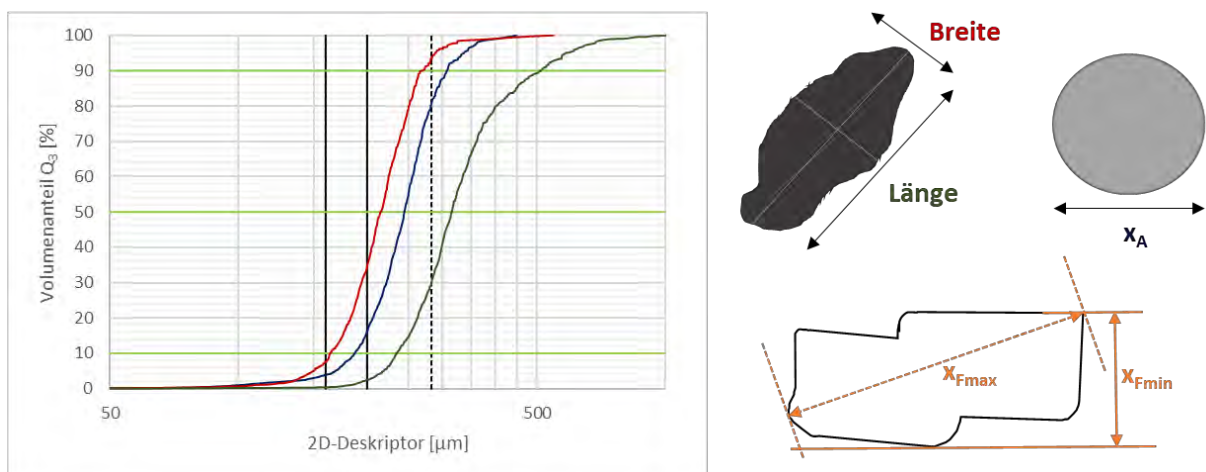 100
90
80
70
60
50
40
30
20
10
0
Volumenanteil Q3 [%]
50
500
2D-Deskriptor [µm]
Breite
Länge
xA
xFmax
xFmin